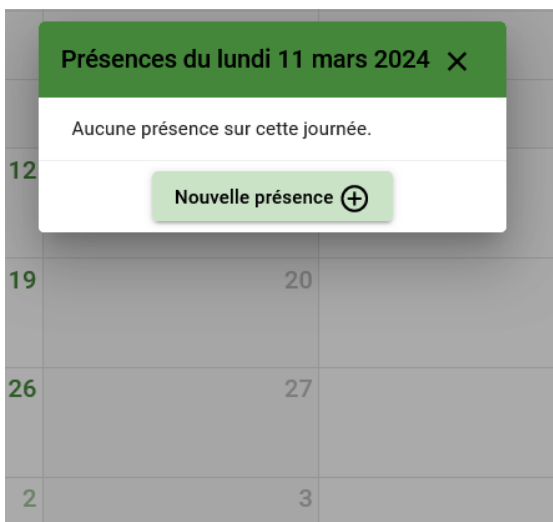 Présences du lundi 11 mars 2024
Aucune présence sur cette journée.
12
Nouvelle présence
19 20
26 27
2 3